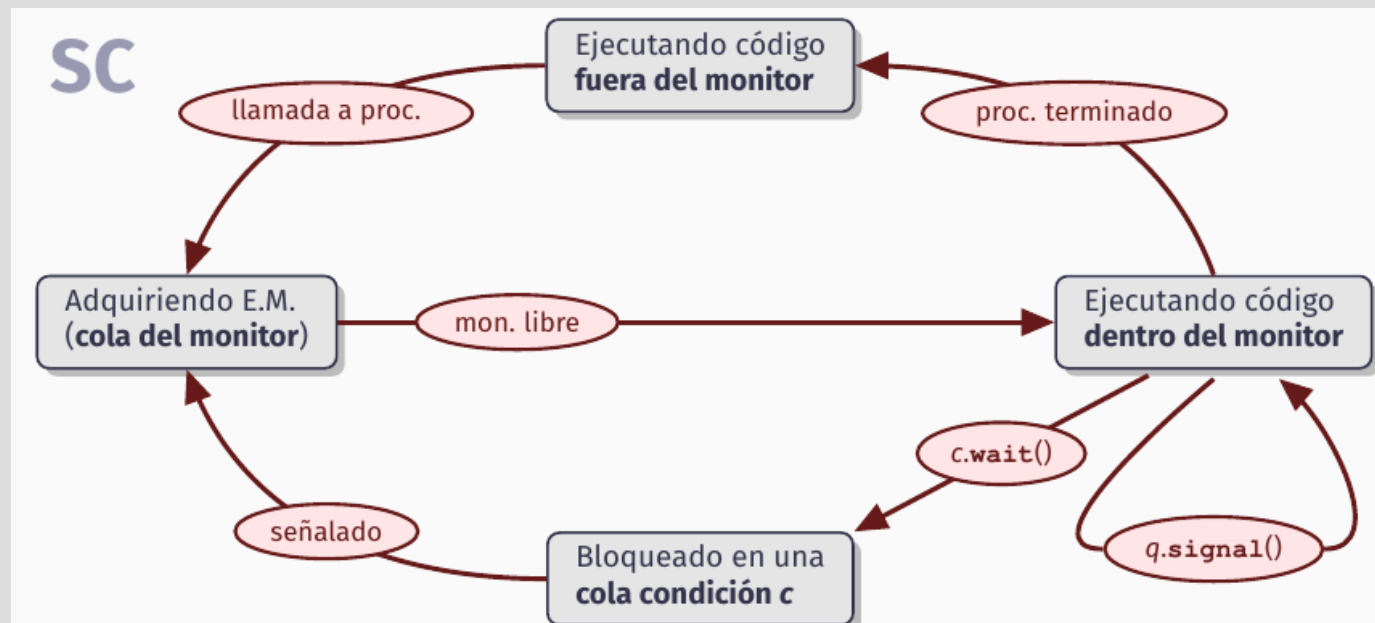 SC
Ejecutando código
fuera del monitor
llamada a proc.
proc. terminado
Adquiriendo E.M.
(cola del monitor)
mon. libre
Ejecutando código
dentro del monitor
c.wait()
señalado
Bloqueado en una
cola condición c
q.signal()